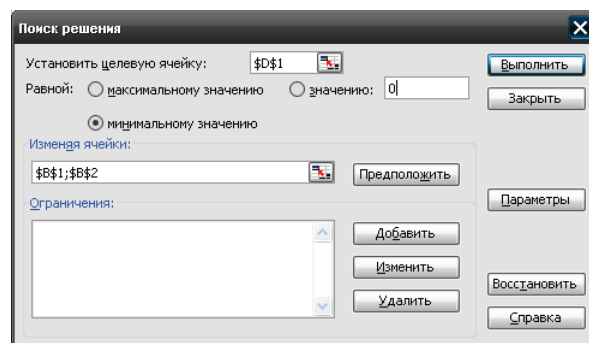 Поиск решения
Установить целевую ячейку: $D$1 Выполнить
Равной: максимальному значению значению: 0 Закрыть
минимальному значению
Изменяя ячейки:
$B$1;$B$2 Предположить
Ограничения: Параметры
Добавить
Изменить
Удалить
Восстановить
Справка